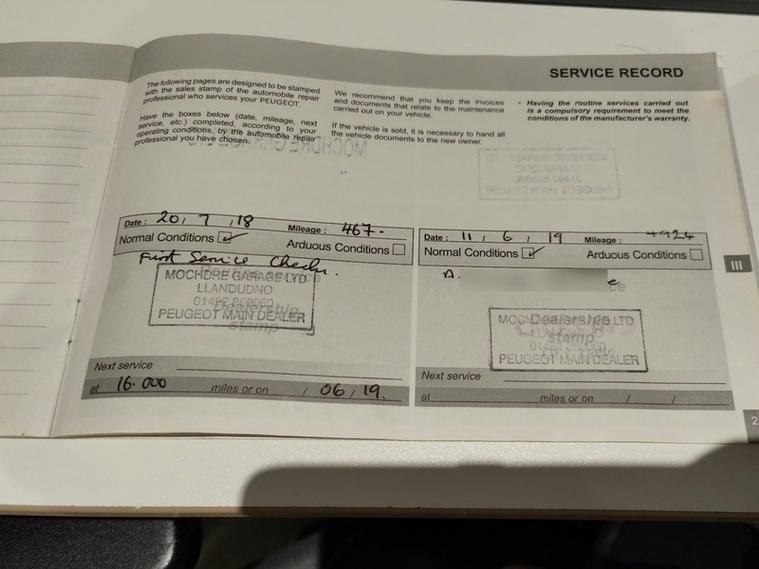 SERVICE RECORD
The following pages are designed to be stamped
with the sales stamp of the automobile repair
professional who services your PEUGEOT.
Have the boxes below (date, mileage, next
service, etc.) completed, according to your
operating conditions, by the automobile repair
professional you have chosen.
We recommend that you keep the invoices
and documents that relate to the maintenance
carried out on your vehicle.
If the vehicle is sold, it is necessary to hand all
the vehicle documents to the new owner.
- Having the routine services carried out
is a compulsory requirement to meet the
conditions of the manufacturer's warranty.
Date : 20, 7, 18 Mileage : 467.
Normal Conditions Arduous Conditions
First Service Check.
MOCHDRE GARAGE LTD
LLANDUDNO
PEUGEOT MAIN DEALER
stamp
Next service
at 16.000 miles or on / 06, 19.
Date : 11, 6, 19 Mileage : 4924
Normal Conditions Arduous Conditions
A.
ce
Dealership LTD
stamp
PEUGEOT MAIN DEALER
Next service
at miles or on / /
III
2